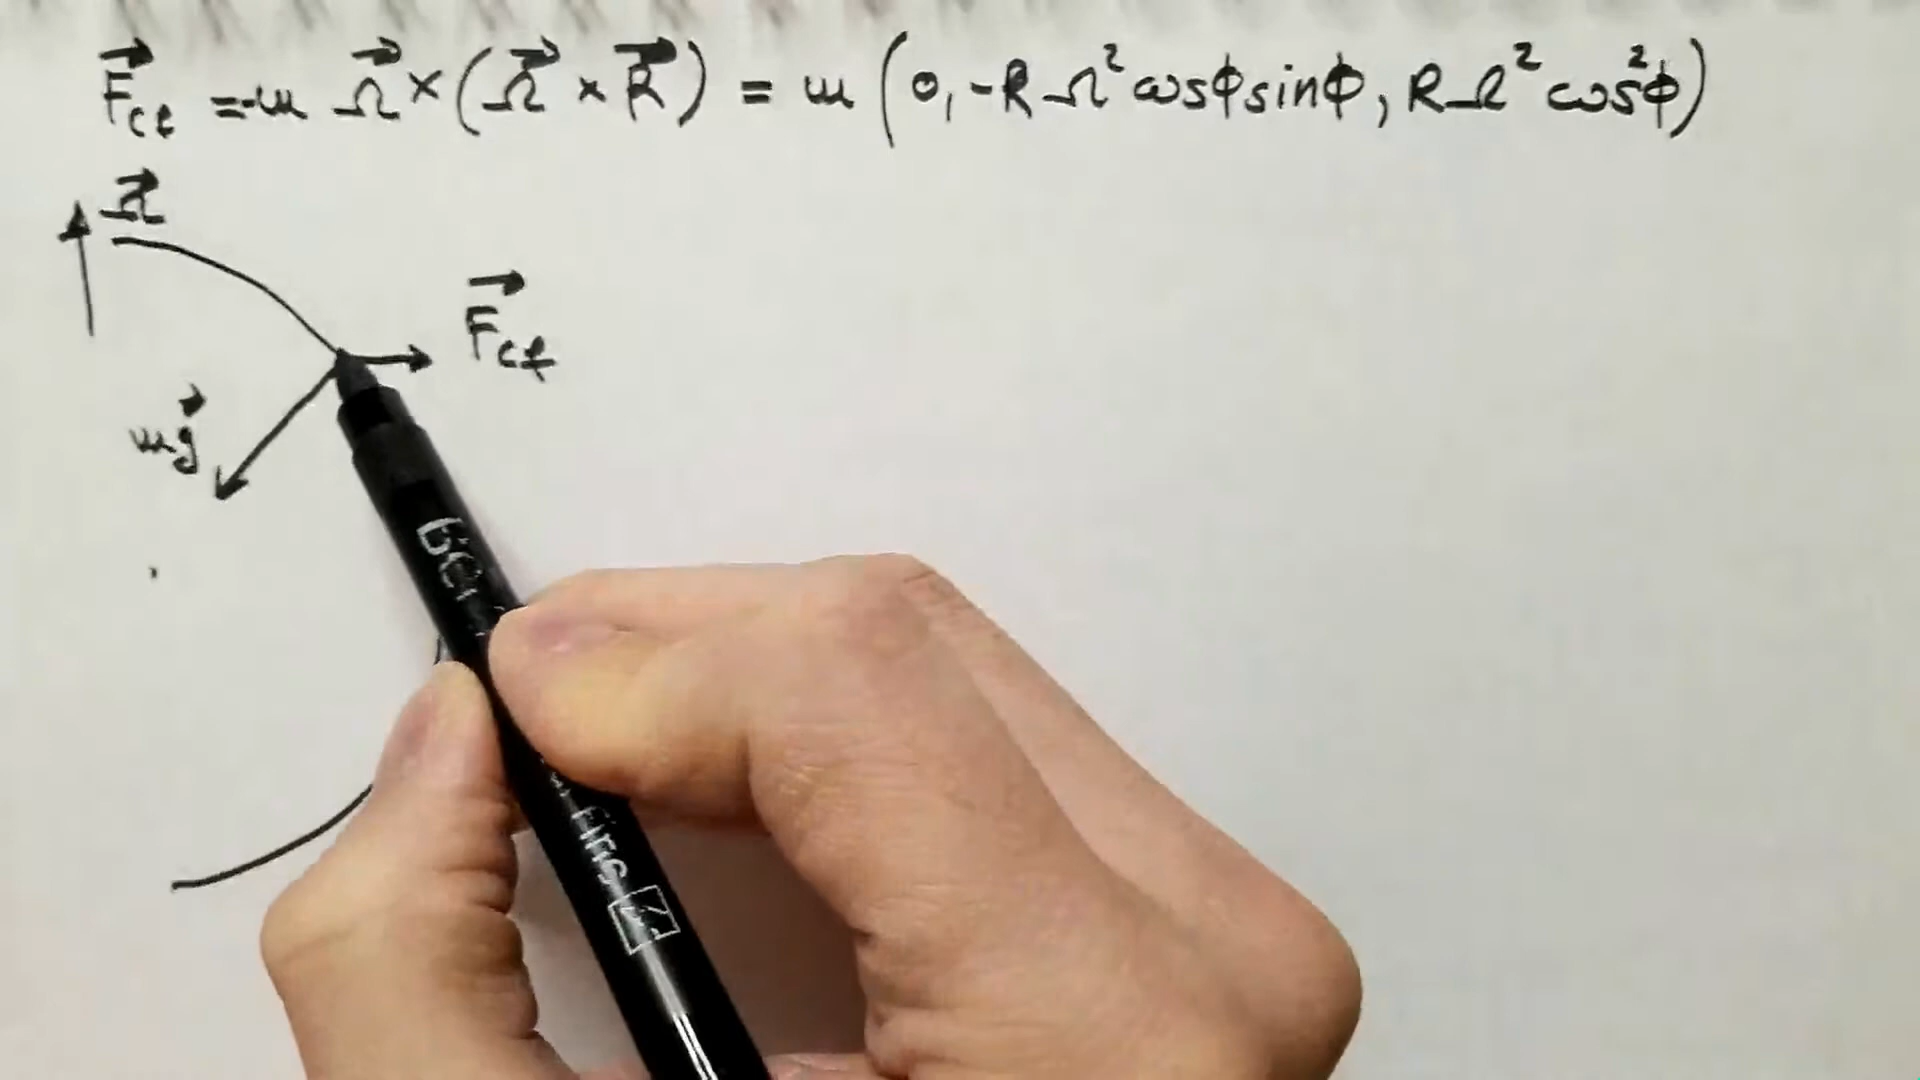 F⃗cf = -m Ω⃗ × (Ω⃗ × R⃗) = m (0, -RΩ² cosϕ sinϕ, RΩ² cos²ϕ)
Ω⃗
F⃗cf
mg⃗